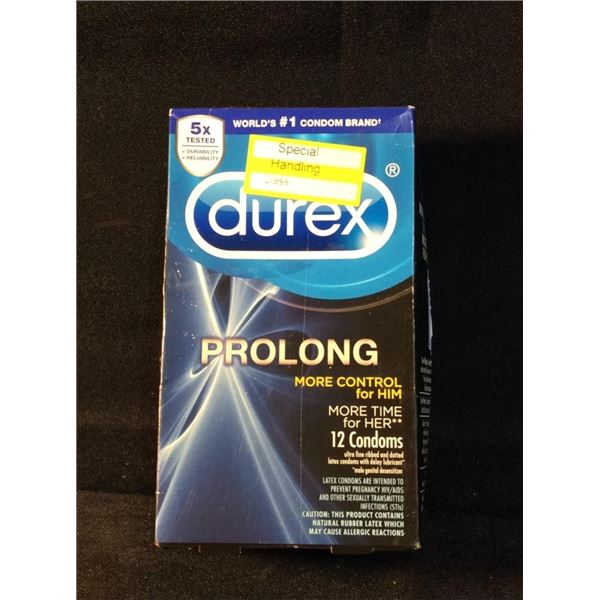 5x
TESTED
✓ DURABILITY
✓ RELIABILITY
WORLD'S #1 CONDOM BRAND†
Special
Handling
durex®
PROLONG
MORE CONTROL
for HIM
MORE TIME
for HER**
12 Condoms
ultra fine ribbed and dotted
latex condoms with delay lubricant*
*male genital desensitizer
LATEX CONDOMS ARE INTENDED TO
PREVENT PREGNANCY HIV/AIDS
AND OTHER SEXUALLY TRANSMITTED
INFECTIONS (STIs)
CAUTION: THIS PRODUCT CONTAINS
NATURAL RUBBER LATEX WHICH
MAY CAUSE ALLERGIC REACTIONS